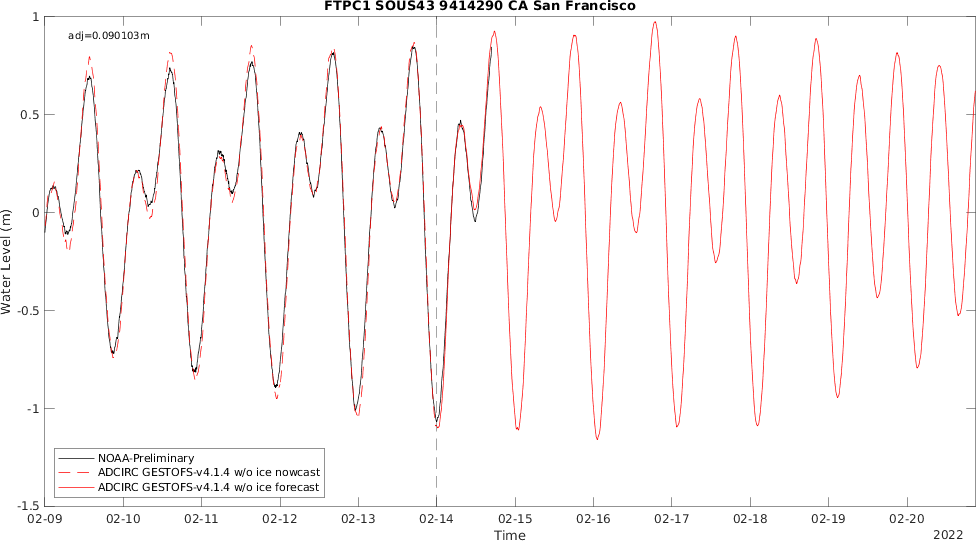 FTPC1 SOUS43 9414290 CA San Francisco
adj=0.090103m
1
0.5
0
-0.5
-1
-1.5
Water Level (m)
NOAA-Preliminary
ADCIRC GESTOFS-v4.1.4 w/o ice nowcast
ADCIRC GESTOFS-v4.1.4 w/o ice forecast
02-09 02-10 02-11 02-12 02-13 02-14 02-15 02-16 02-17 02-18 02-19 02-20
Time
2022